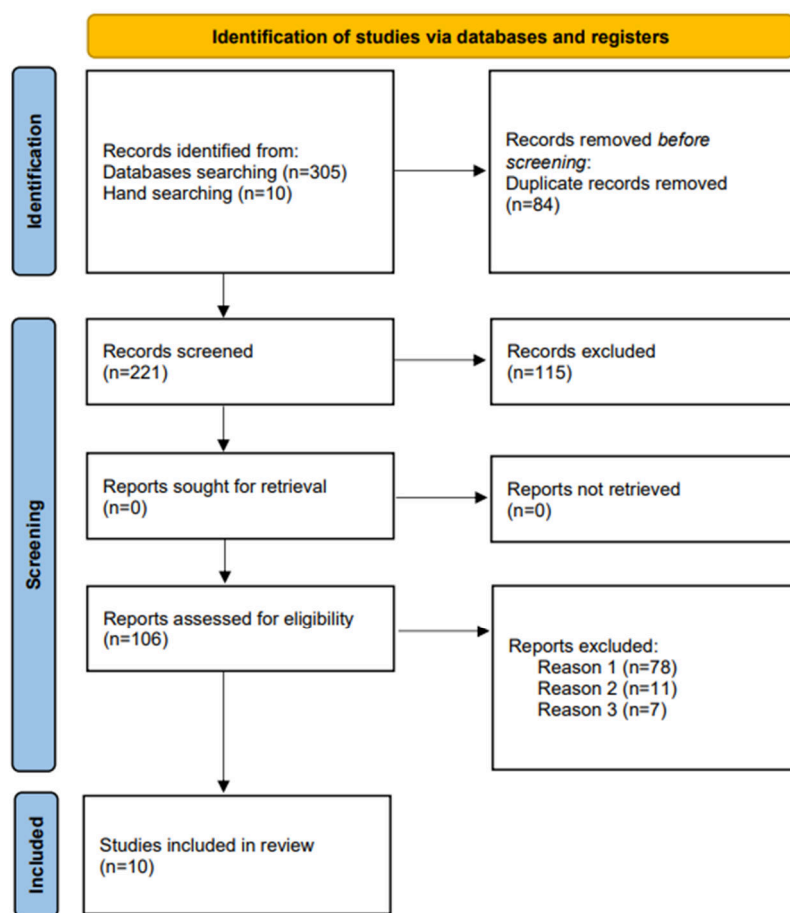 Identification of studies via databases and registers
Identification
Records identified from:
Databases searching (n=305)
Hand searching (n=10)
Records removed before
screening:
Duplicate records removed
(n=84)
Screening
Records screened
(n=221)
Records excluded
(n=115)
Reports sought for retrieval
(n=0)
Reports not retrieved
(n=0)
Reports assessed for eligibility
(n=106)
Reports excluded:
Reason 1 (n=78)
Reason 2 (n=11)
Reason 3 (n=7)
Included
Studies included in review
(n=10)